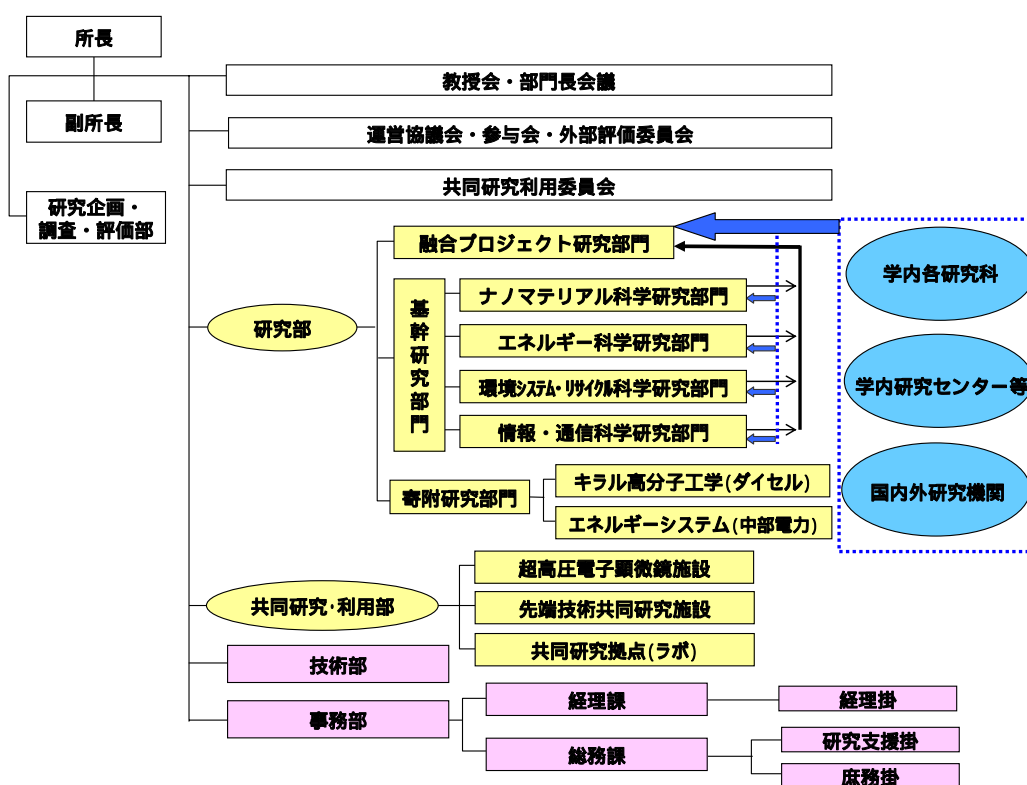 所長
副所長
研究企画・
調査・評価部
教授会・部門長会議
運営協議会・参与会・外部評価委員会
共同研究利用委員会
研究部
融合プロジェクト研究部門
基幹研究部門
ナノマテリアル科学研究部門
エネルギー科学研究部門
環境システム・リサイクル科学研究部門
情報・通信科学研究部門
寄附研究部門
キラル高分子工学(ダイセル)
エネルギーシステム(中部電力)
学内各研究科
学内研究センター等
国内外研究機関
共同研究・利用部
超高圧電子顕微鏡施設
先端技術共同研究施設
共同研究拠点(ラボ)
技術部
事務部
経理課
経理掛
総務課
研究支援掛
庶務掛